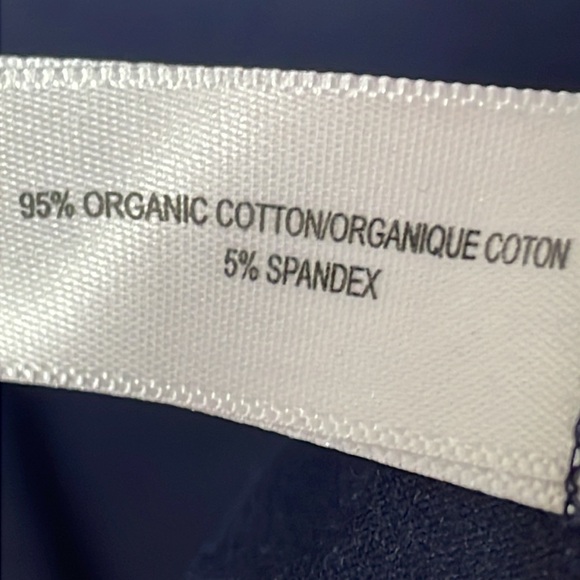 95% ORGANIC COTTON/ORGANIQUE COTON
5% SPANDEX